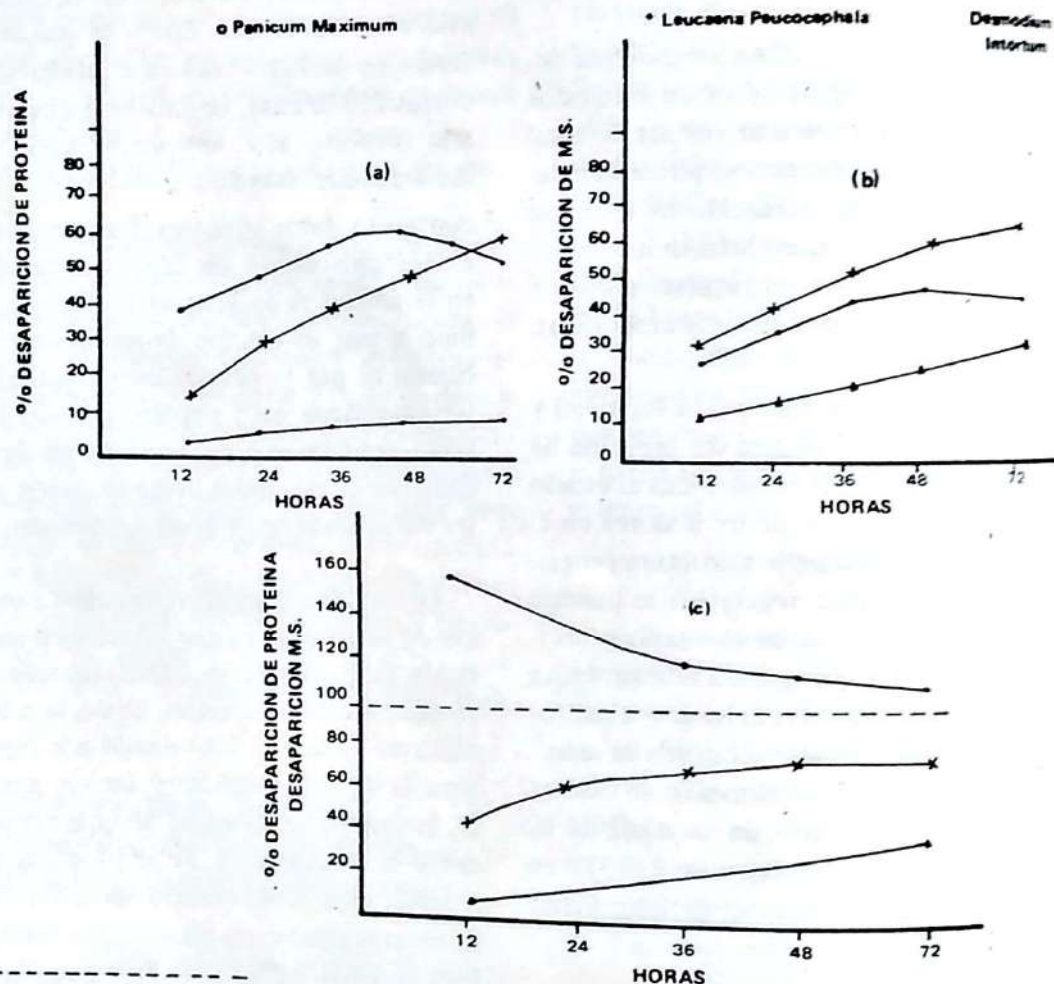 o Panicum Maximum
* Leucaena Peucocephala
Desmodium
Intortum
% DESAPARICION DE PROTEINA
80
70
60
50
40
30
20
10
0
(a)
12 24 36 48 72
HORAS
% DESAPARICION DE M.S.
80
70
60
50
40
30
20
10
0
(b)
12 24 36 48 72
HORAS
% DESAPARICION DE PROTEINA
DESAPARICION M.S.
160
140
120
100
80
60
40
20
(c)
12 24 36 48 72
HORAS